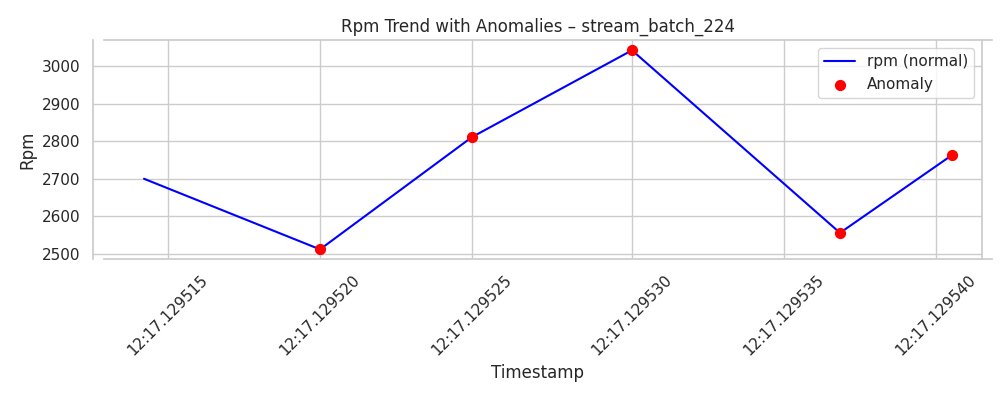 Rpm Trend with Anomalies – stream_batch_224
rpm (normal)
Anomaly
Rpm
3000
2900
2800
2700
2600
2500
12:17.129515
12:17.129520
12:17.129525
12:17.129530
12:17.129535
12:17.129540
Timestamp